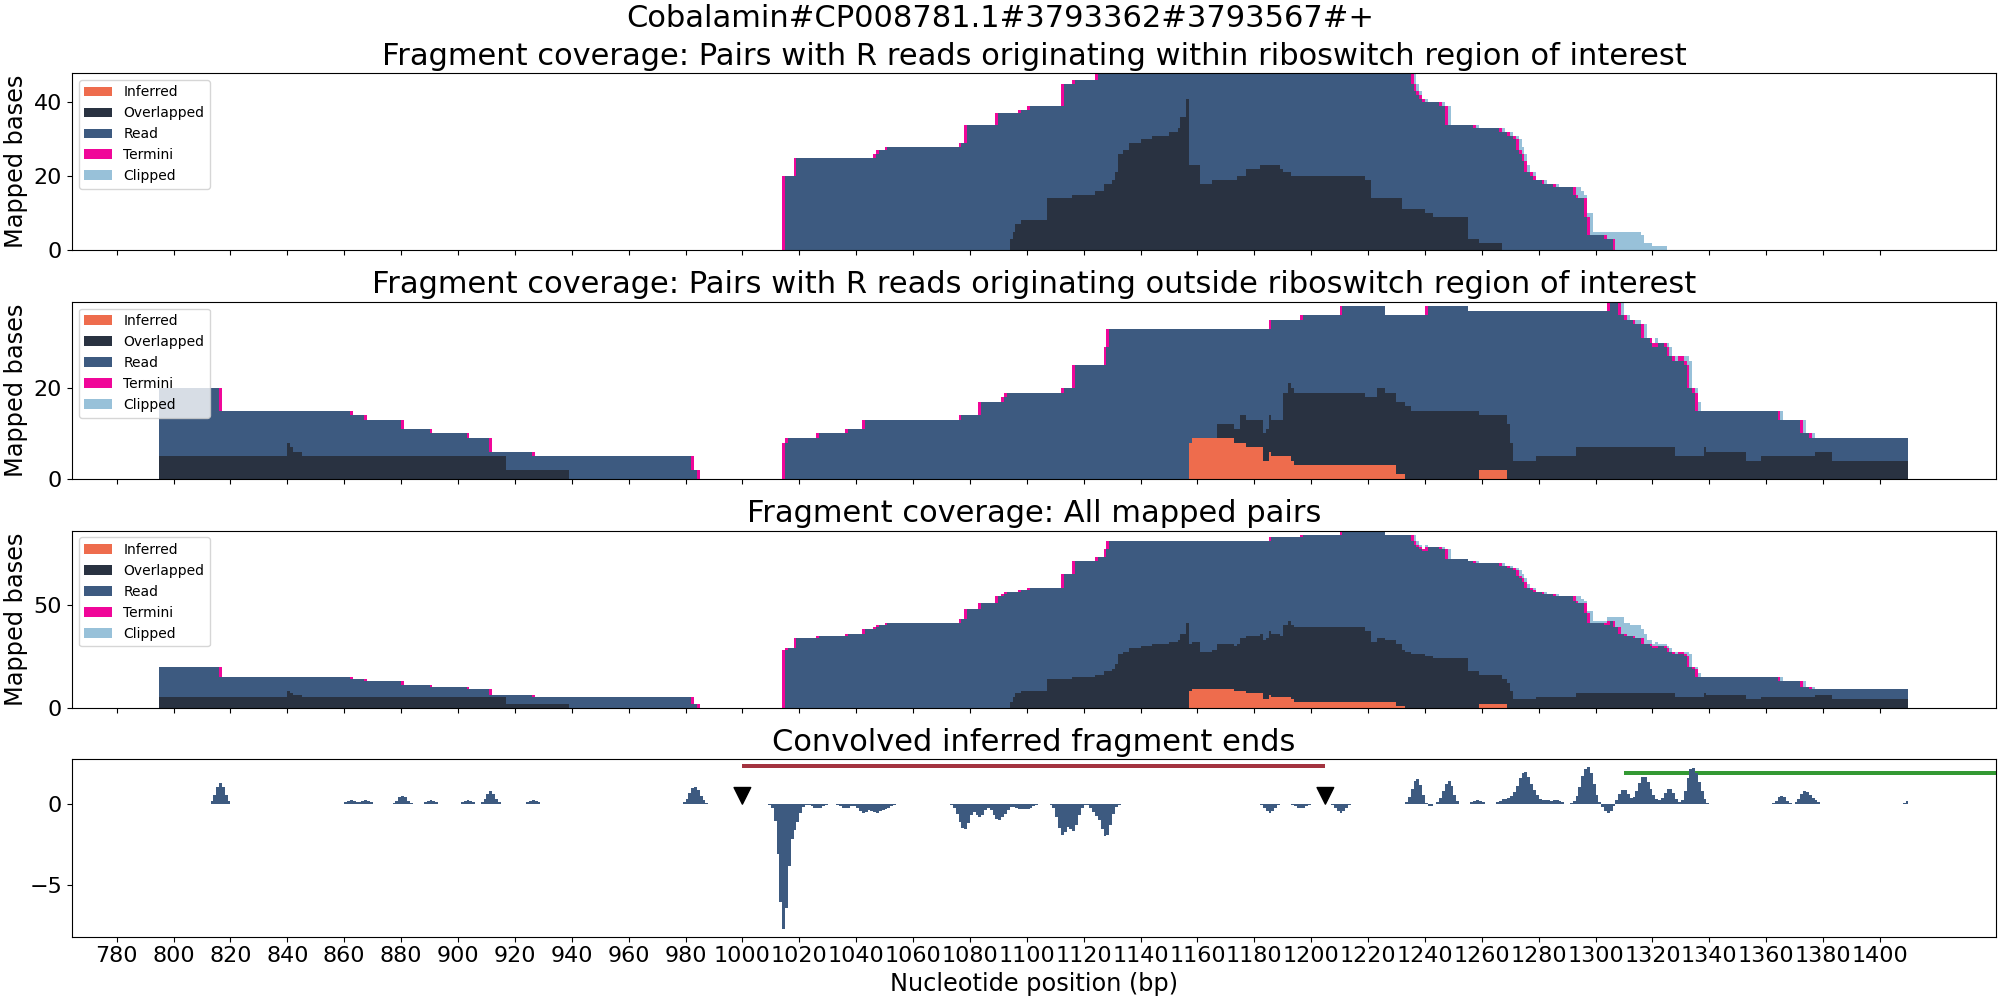 Cobalamin#CP008781.1#3793362#3793567#+
Fragment coverage: Pairs with R reads originating within riboswitch region of interest
Mapped bases
40
20
0
Inferred
Overlapped
Read
Termini
Clipped
Fragment coverage: Pairs with R reads originating outside riboswitch region of interest
Mapped bases
20
0
Inferred
Overlapped
Read
Termini
Clipped
Fragment coverage: All mapped pairs
Mapped bases
50
0
Inferred
Overlapped
Read
Termini
Clipped
Convolved inferred fragment ends
0
−5
780 800 820 840 860 880 900 920 940 960 980 1000 1020 1040 1060 1080 1100 1120 1140 1160 1180 1200 1220 1240 1260 1280 1300 1320 1340 1360 1380 1400
Nucleotide position (bp)